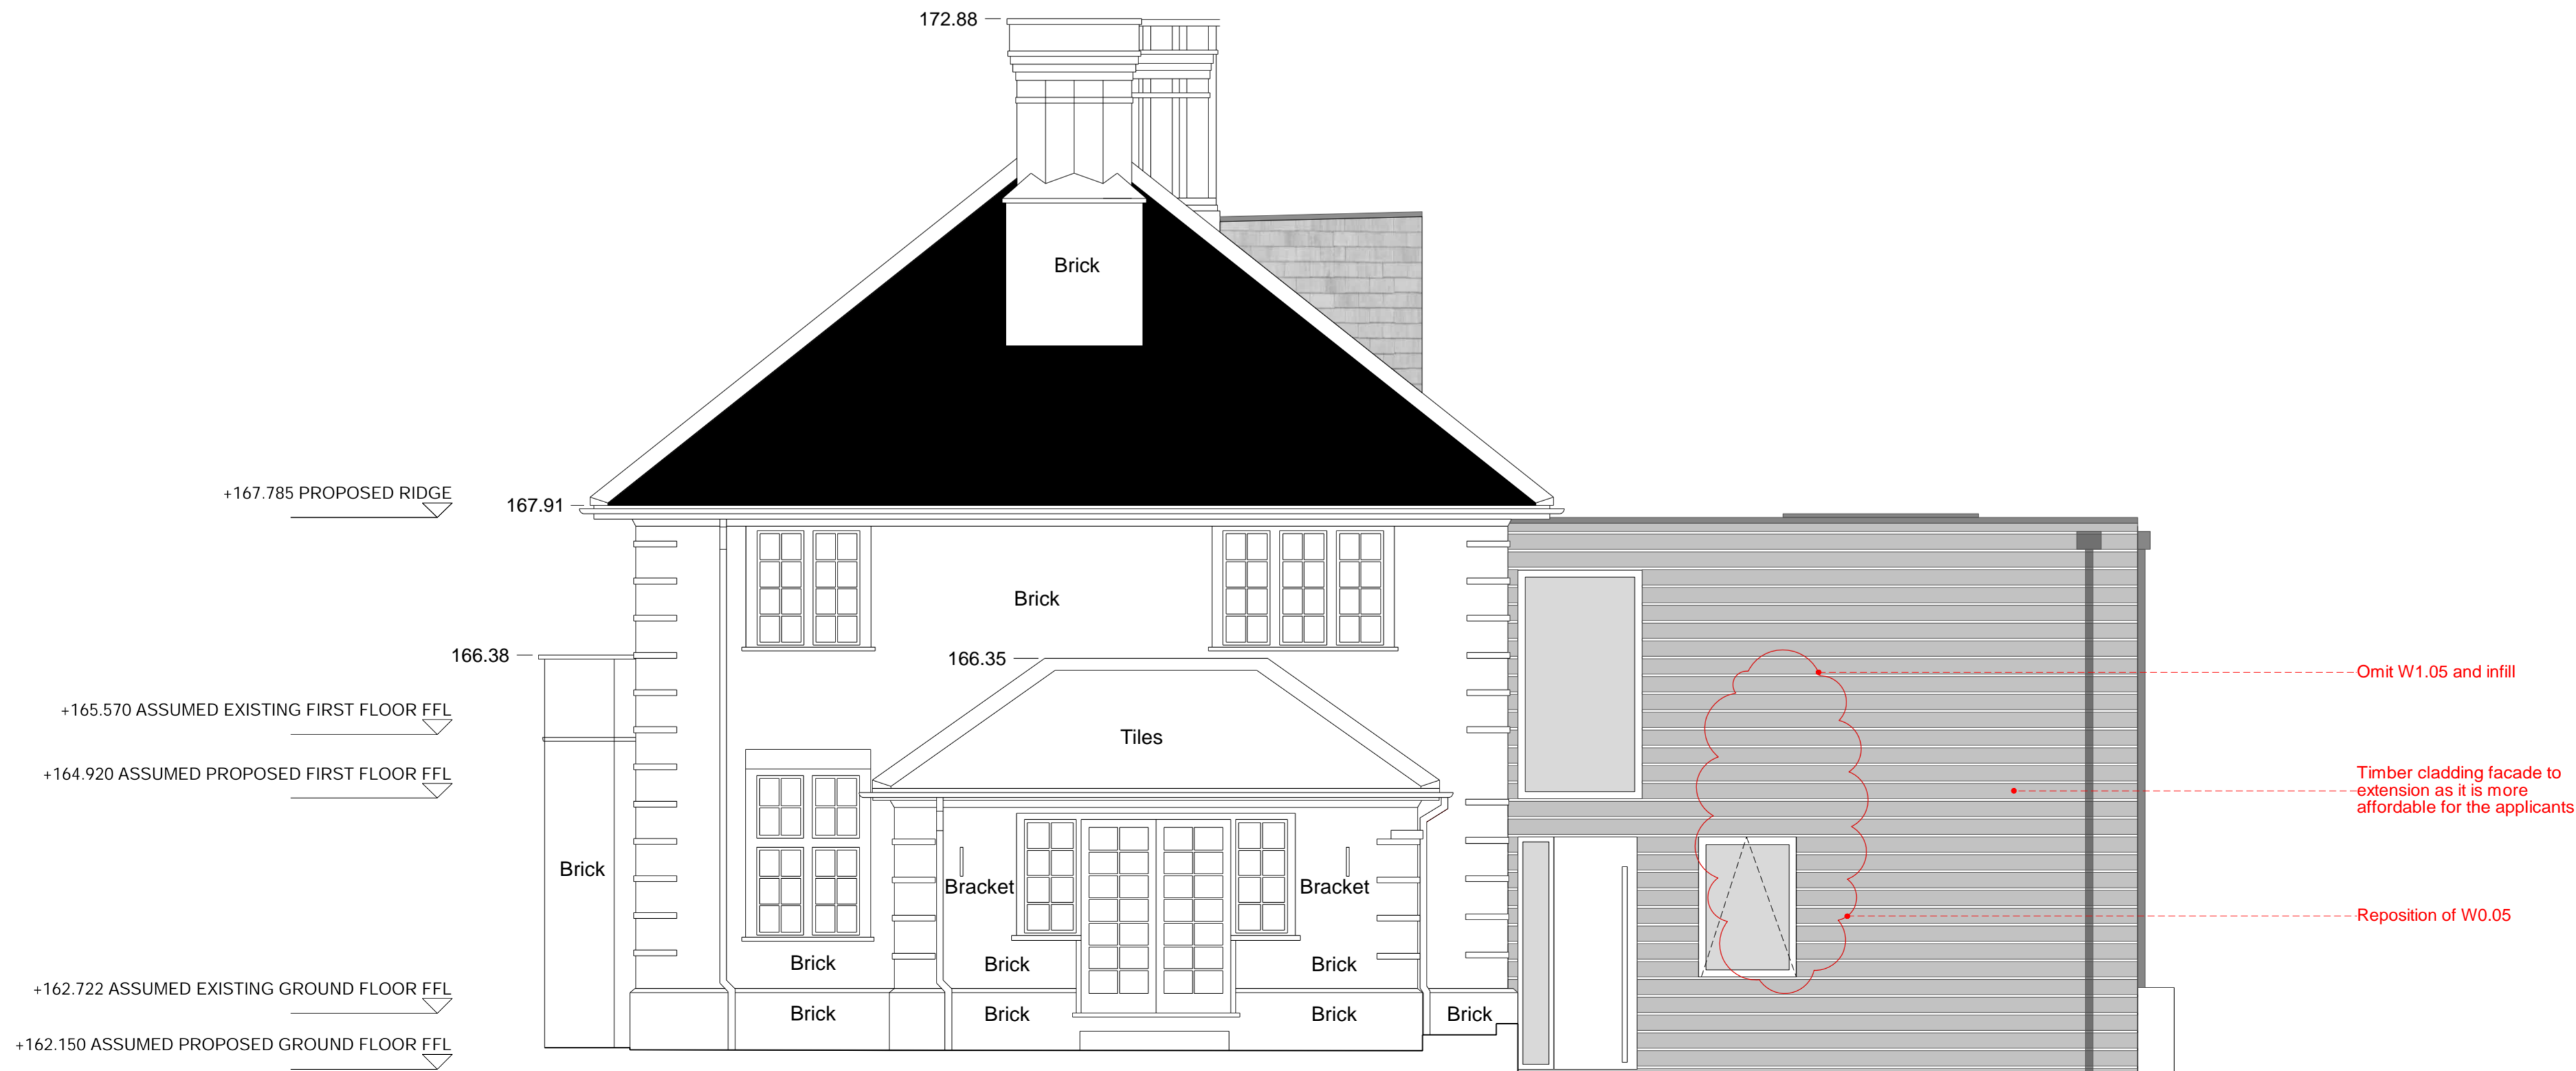 172.88
Brick
+167.785 PROPOSED RIDGE
167.91
Brick
166.38
166.35
Omit W1.05 and infill
+165.570 ASSUMED EXISTING FIRST FLOOR FFL
Tiles
+164.920 ASSUMED PROPOSED FIRST FLOOR FFL
Timber cladding facade to
extension as it is more
affordable for the applicants
Brick
Bracket
Bracket
Reposition of W0.05
Brick
Brick
Brick
+162.722 ASSUMED EXISTING GROUND FLOOR FFL
Brick
Brick
Brick
Brick
+162.150 ASSUMED PROPOSED GROUND FLOOR FFL